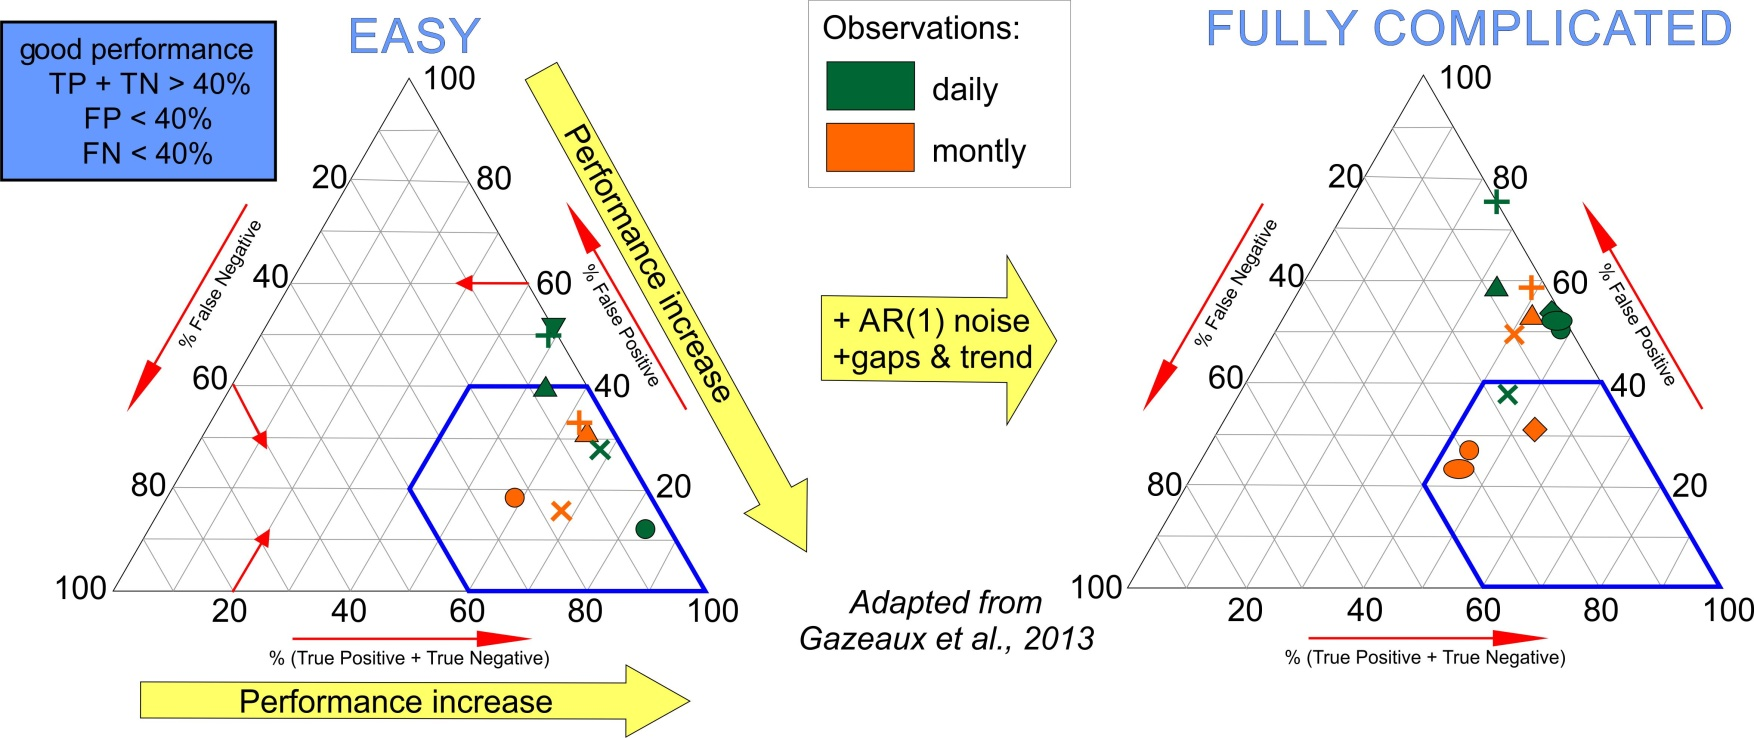 good performance
TP + TN > 40%
FP < 40%
FN < 40%
EASY
100
20
80
40
60
60
40
80
20
100
20
40
60
80
100
% False Negative
% False Positive
% (True Positive + True Negative)
Performance increase
Performance increase
Observations:
daily
montly
+ AR(1) noise
+gaps & trend
Adapted from
Gazeaux et al., 2013
FULLY COMPLICATED
100
20
80
40
60
60
40
80
20
100
20
40
60
80
100
% False Negative
% False Positive
% (True Positive + True Negative)